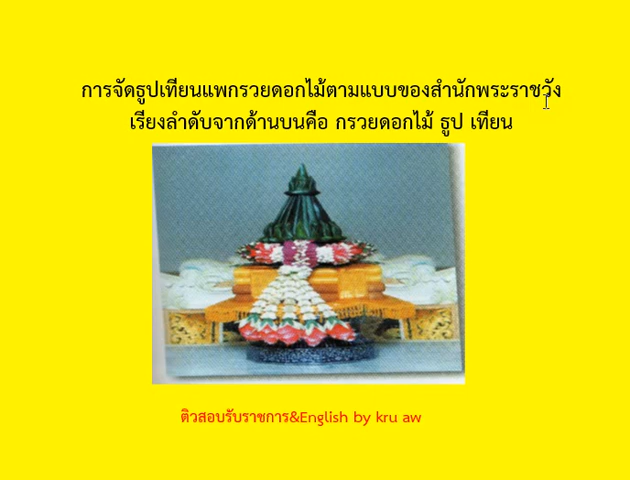 การจัดธูปเทียนแพกรวยดอกไม้ตามแบบของสำนักพระราชวัง
เรียงลำดับจากด้านบนคือ กรวยดอกไม้ ธูป เทียน
ติวสอบรับราชการ&English by kru aw